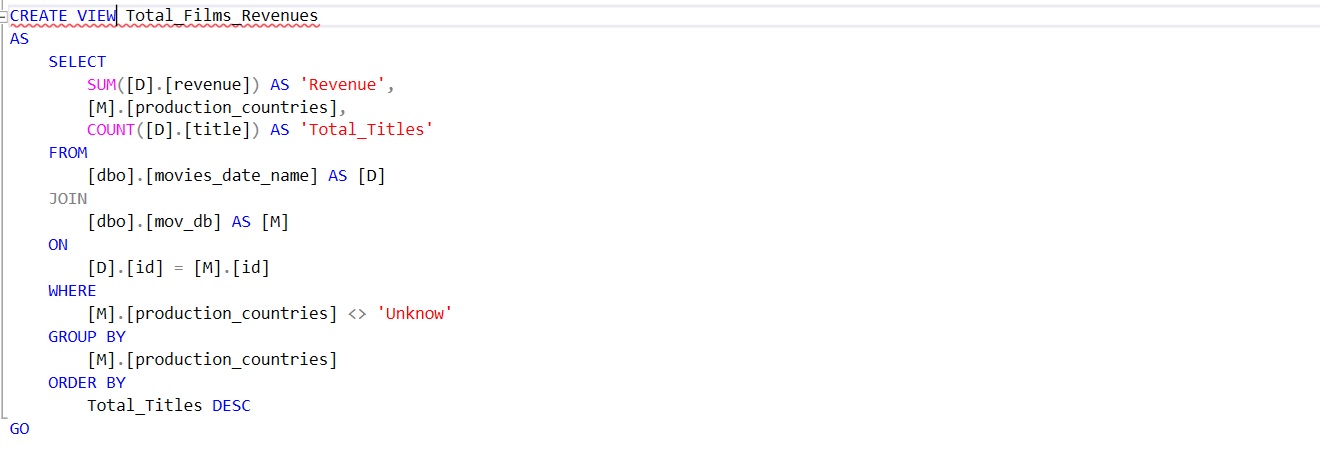 CREATE VIEW Total_Films_Revenues
AS
    SELECT
        SUM([D].[revenue]) AS 'Revenue',
        [M].[production_countries],
        COUNT([D].[title]) AS 'Total_Titles'
    FROM
        [dbo].[movies_date_name] AS [D]
    JOIN
        [dbo].[mov_db] AS [M]
    ON
        [D].[id] = [M].[id]
    WHERE
        [M].[production_countries] <> 'Unknow'
    GROUP BY
        [M].[production_countries]
    ORDER BY
        Total_Titles DESC
GO